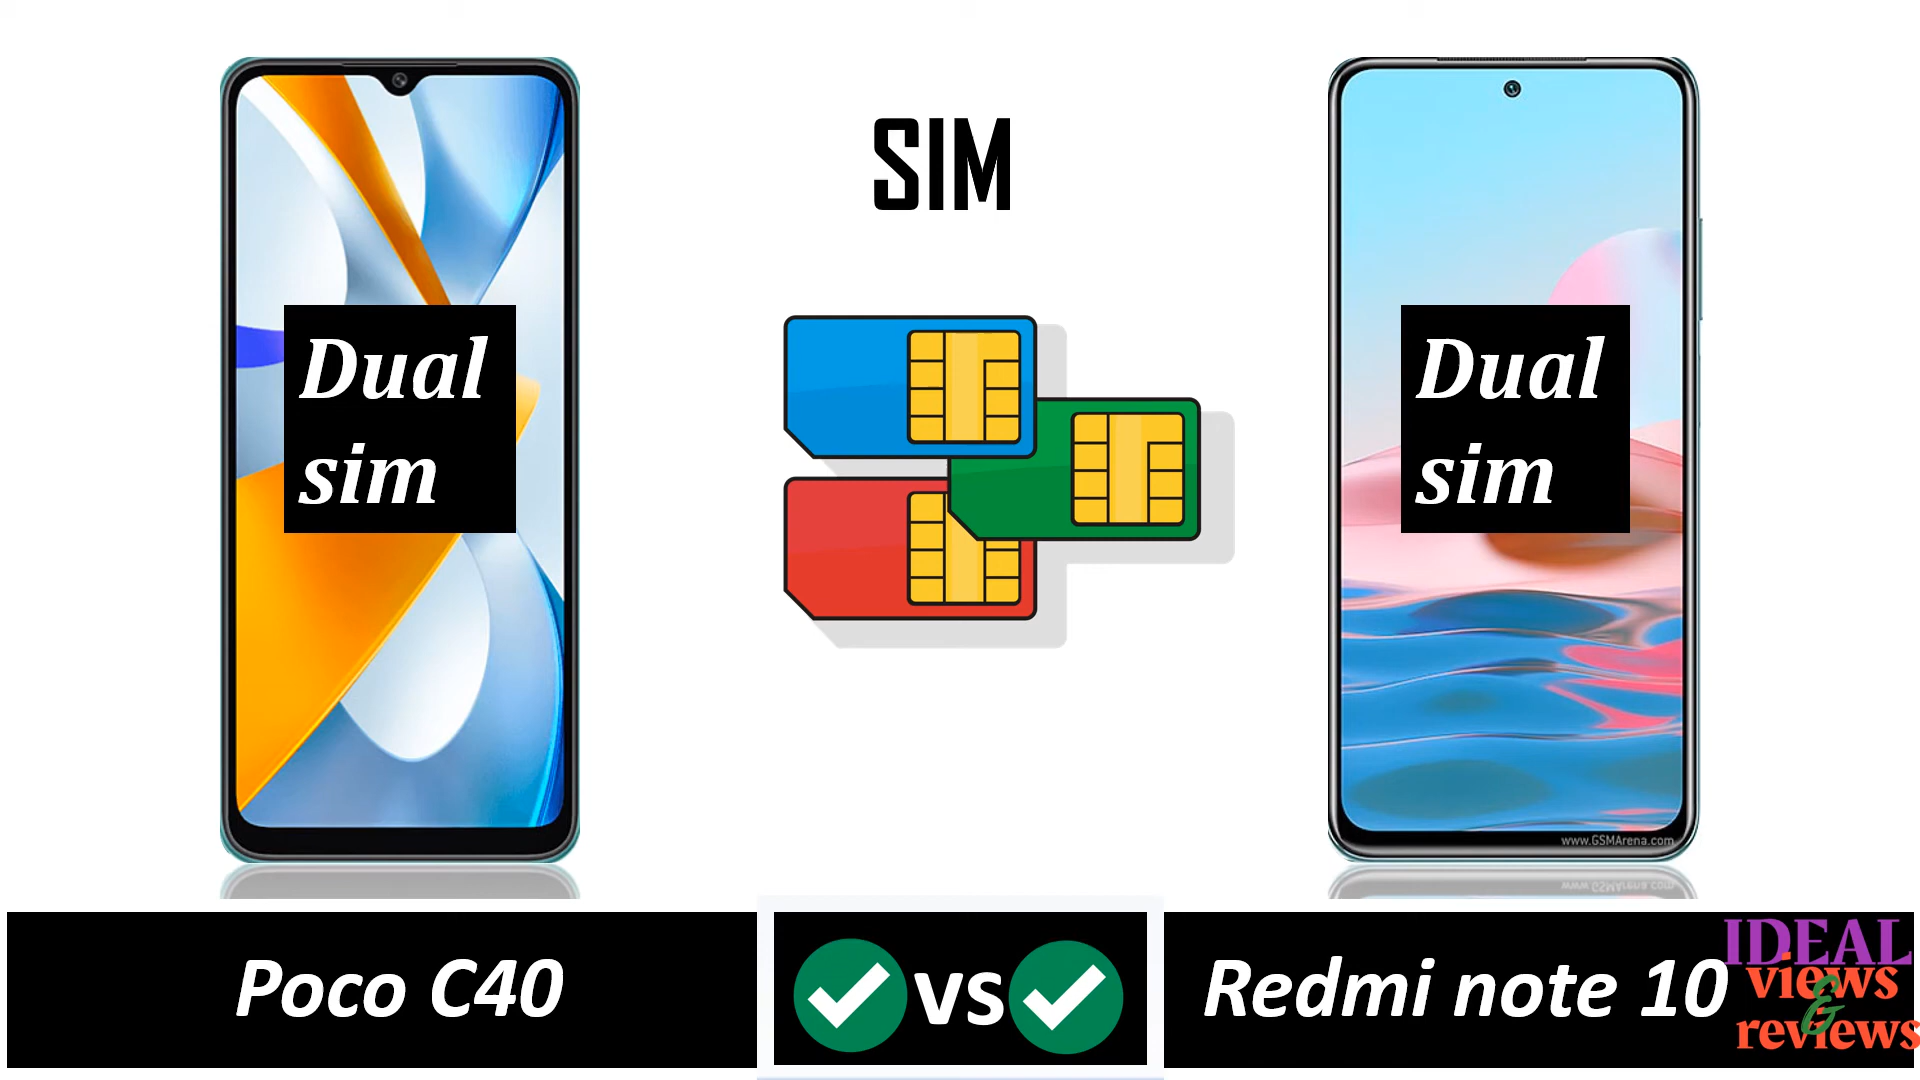 SIM
Dual
sim
Dual
sim
www.GSMArena.com
Poco C40
vs
Redmi note 10
IDEAL
views
&
reviews